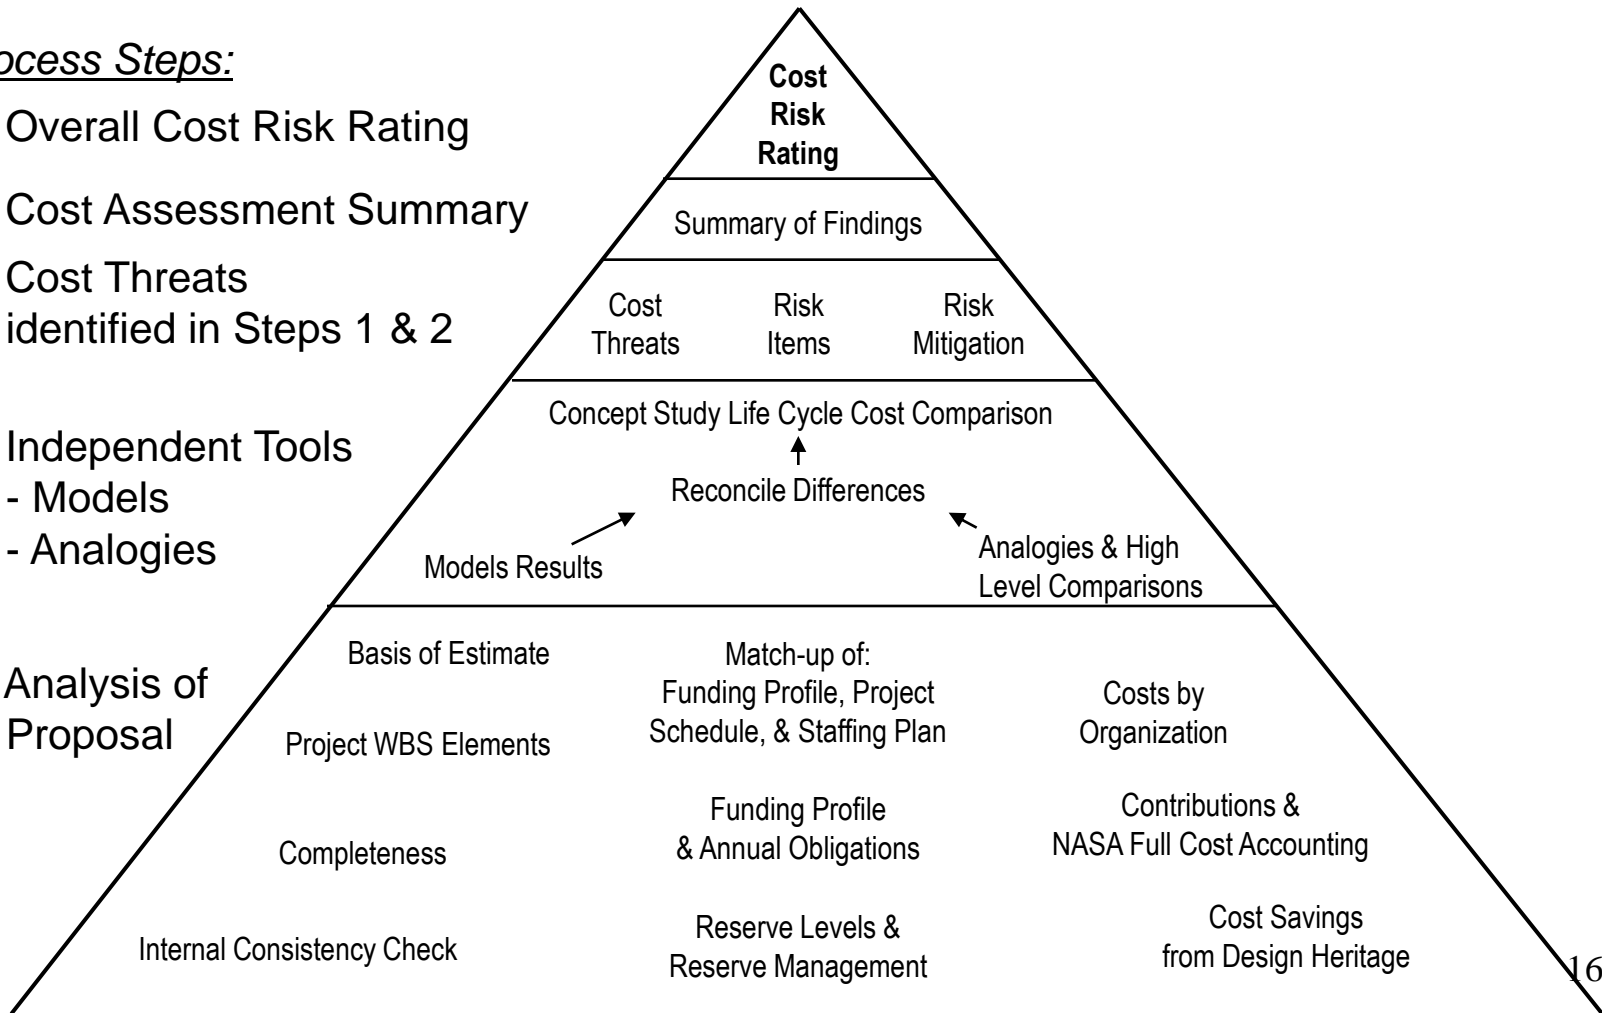 ocess Steps:
Overall Cost Risk Rating
Cost Assessment Summary
Cost Threats
identified in Steps 1 & 2
Independent Tools
- Models
- Analogies
Analysis of
Proposal
Cost
Risk
Rating
Summary of Findings
Cost
Threats
Risk
Items
Risk
Mitigation
Concept Study Life Cycle Cost Comparison
Reconcile Differences
Models Results
Analogies & High
Level Comparisons
Basis of Estimate
Project WBS Elements
Completeness
Internal Consistency Check
Match-up of:
Funding Profile, Project
Schedule, & Staffing Plan
Funding Profile
& Annual Obligations
Reserve Levels &
Reserve Management
Costs by
Organization
Contributions &
NASA Full Cost Accounting
Cost Savings
from Design Heritage
16